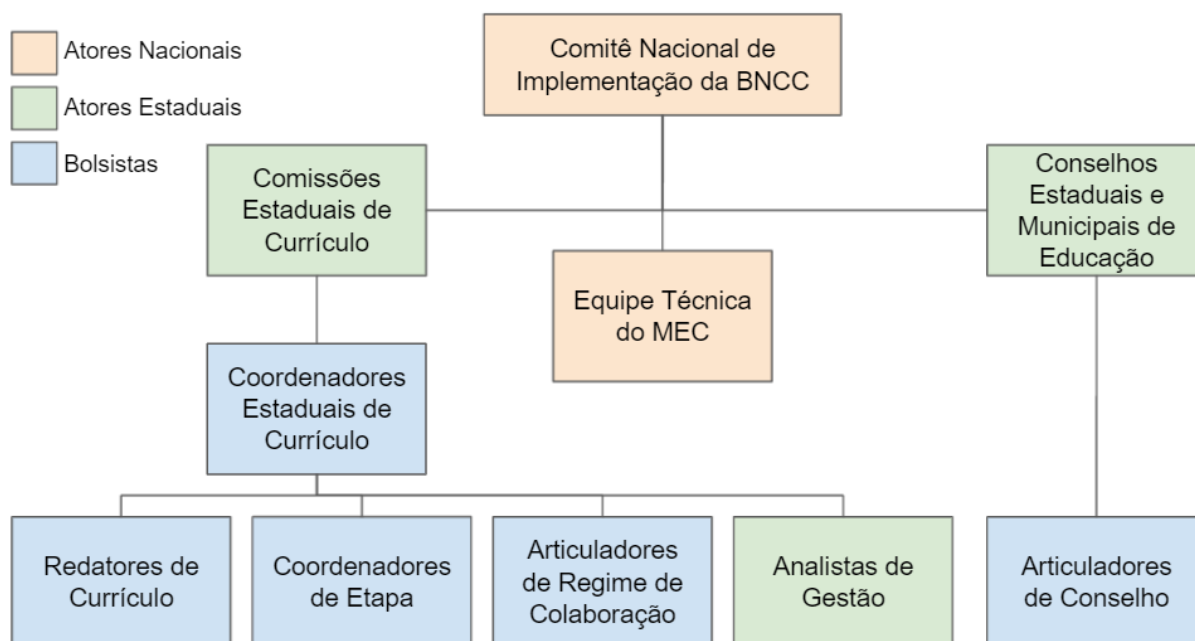 Atores Nacionais
Atores Estaduais
Bolsistas
Comitê Nacional de
Implementação da BNCC
Comissões
Estaduais de
Currículo
Conselhos
Estaduais e
Municipais de
Educação
Equipe Técnica
do MEC
Coordenadores
Estaduais de
Currículo
Redatores de
Currículo
Coordenadores
de Etapa
Articuladores
de Regime de
Colaboração
Analistas de
Gestão
Articuladores
de Conselho